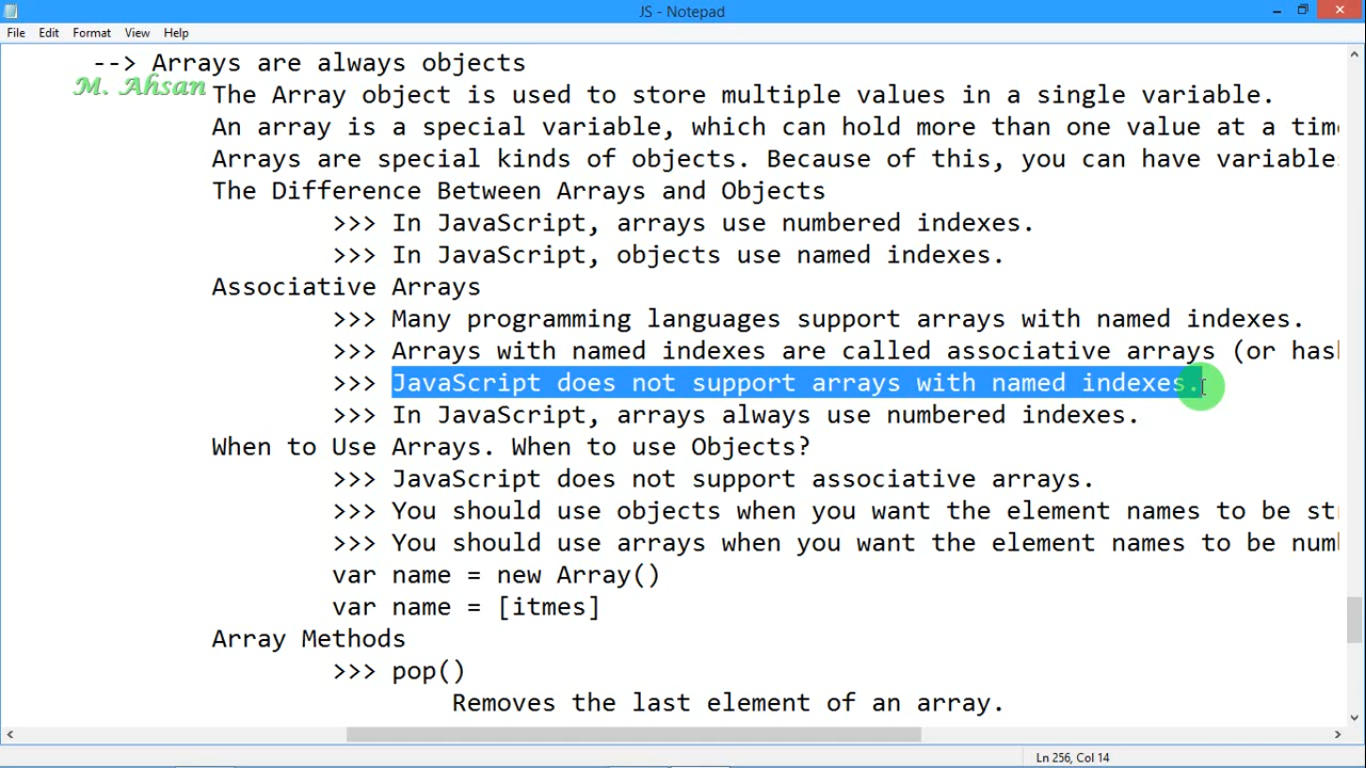 JS - Notepad
File Edit Format View Help
--> Arrays are always objects
M. Ahsan
The Array object is used to store multiple values in a single variable.
An array is a special variable, which can hold more than one value at a
Arrays are special kinds of objects. Because of this, you can have
The Difference Between Arrays and Objects
>>> In JavaScript, arrays use numbered indexes.
>>> In JavaScript, objects use named indexes.
Associative Arrays
>>> Many programming languages support arrays with named indexes.
>>> Arrays with named indexes are called associative arrays (or
>>> JavaScript does not support arrays with named indexes.
>>> In JavaScript, arrays always use numbered indexes.
When to Use Arrays. When to use Objects?
>>> JavaScript does not support associative arrays.
>>> You should use objects when you want the element names to be
>>> You should use arrays when you want the element names to be
var name = new Array()
var name = [itmes]
Array Methods
>>> pop()
Removes the last element of an array.
Ln 256, Col 14